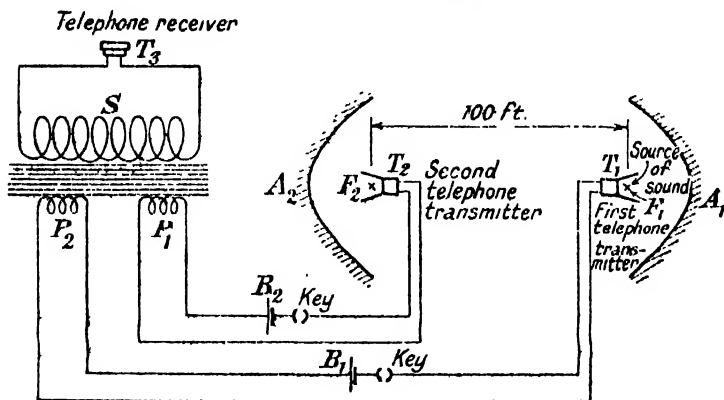 Telephone receiver
T3
S
P2
P1
100 ft.
A2
F2
T2
Second
telephone
transmitter
T1
Source
of
sound
F1
First
telephone
trans-
mitter
A1
B2
Key
B1
Key